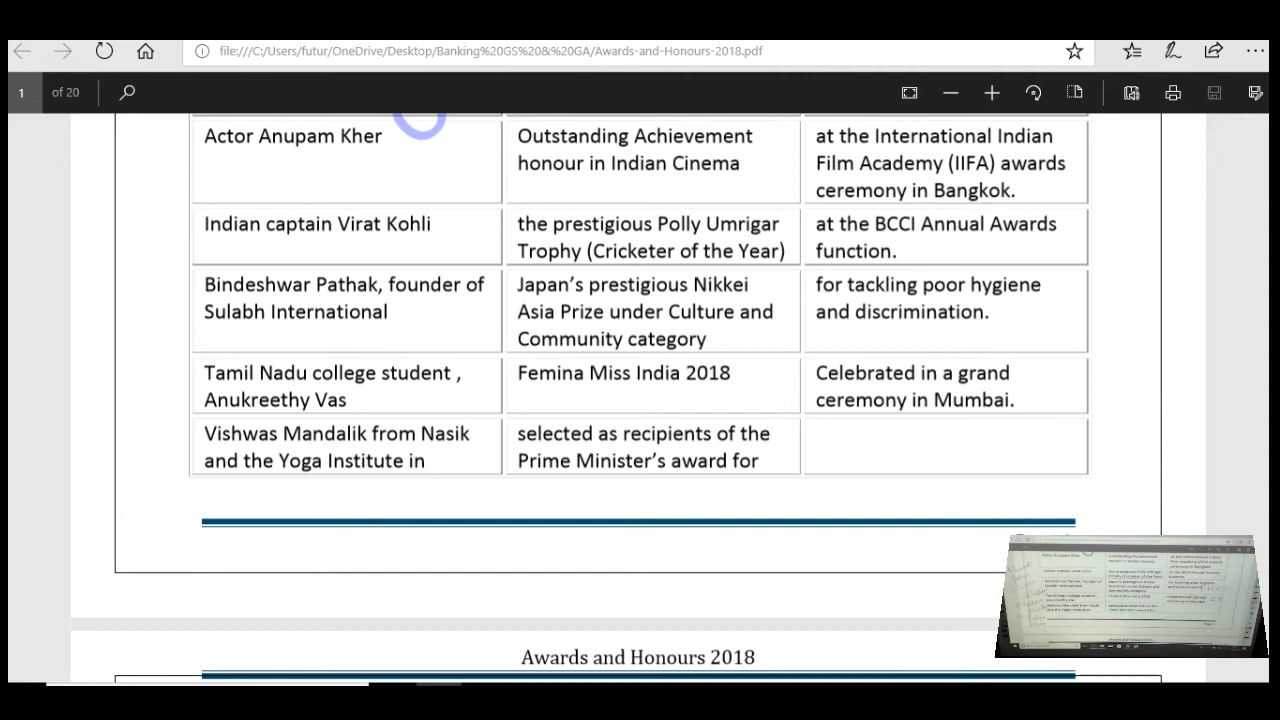 file:///C:/Users/futur/OneDrive/Desktop/Banking%20GS%20&%20GA/Awards-and-Honours-2018.pdf
1 of 20
Actor Anupam Kher
Outstanding Achievement
honour in Indian Cinema
at the International Indian
Film Academy (IIFA) awards
ceremony in Bangkok.
Indian captain Virat Kohli
the prestigious Polly Umrigar
Trophy (Cricketer of the Year)
at the BCCI Annual Awards
function.
Bindeshwar Pathak, founder of
Sulabh International
Japan's prestigious Nikkei
Asia Prize under Culture and
Community category
for tackling poor hygiene
and discrimination.
Tamil Nadu college student ,
Anukreethy Vas
Femina Miss India 2018
Celebrated in a grand
ceremony in Mumbai.
Vishwas Mandalik from Nasik
and the Yoga Institute in
selected as recipients of the
Prime Minister's award for
Awards and Honours 2018